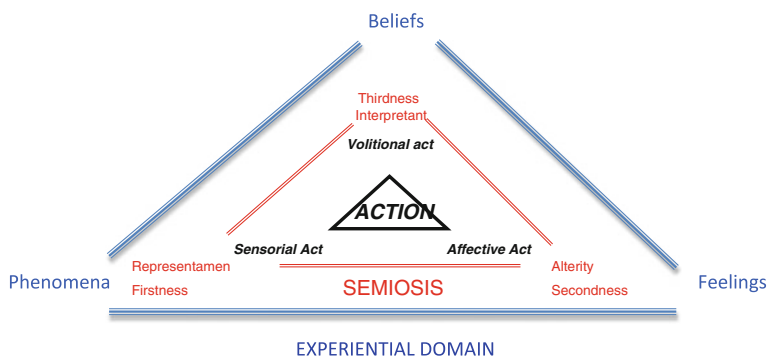 Beliefs
Thirdness
Interpretant
Volitional act
ACTION
Sensorial Act
Affective Act
Phenomena
Representamen
Firstness
SEMIOSIS
Alterity
Secondness
Feelings
EXPERIENTIAL DOMAIN